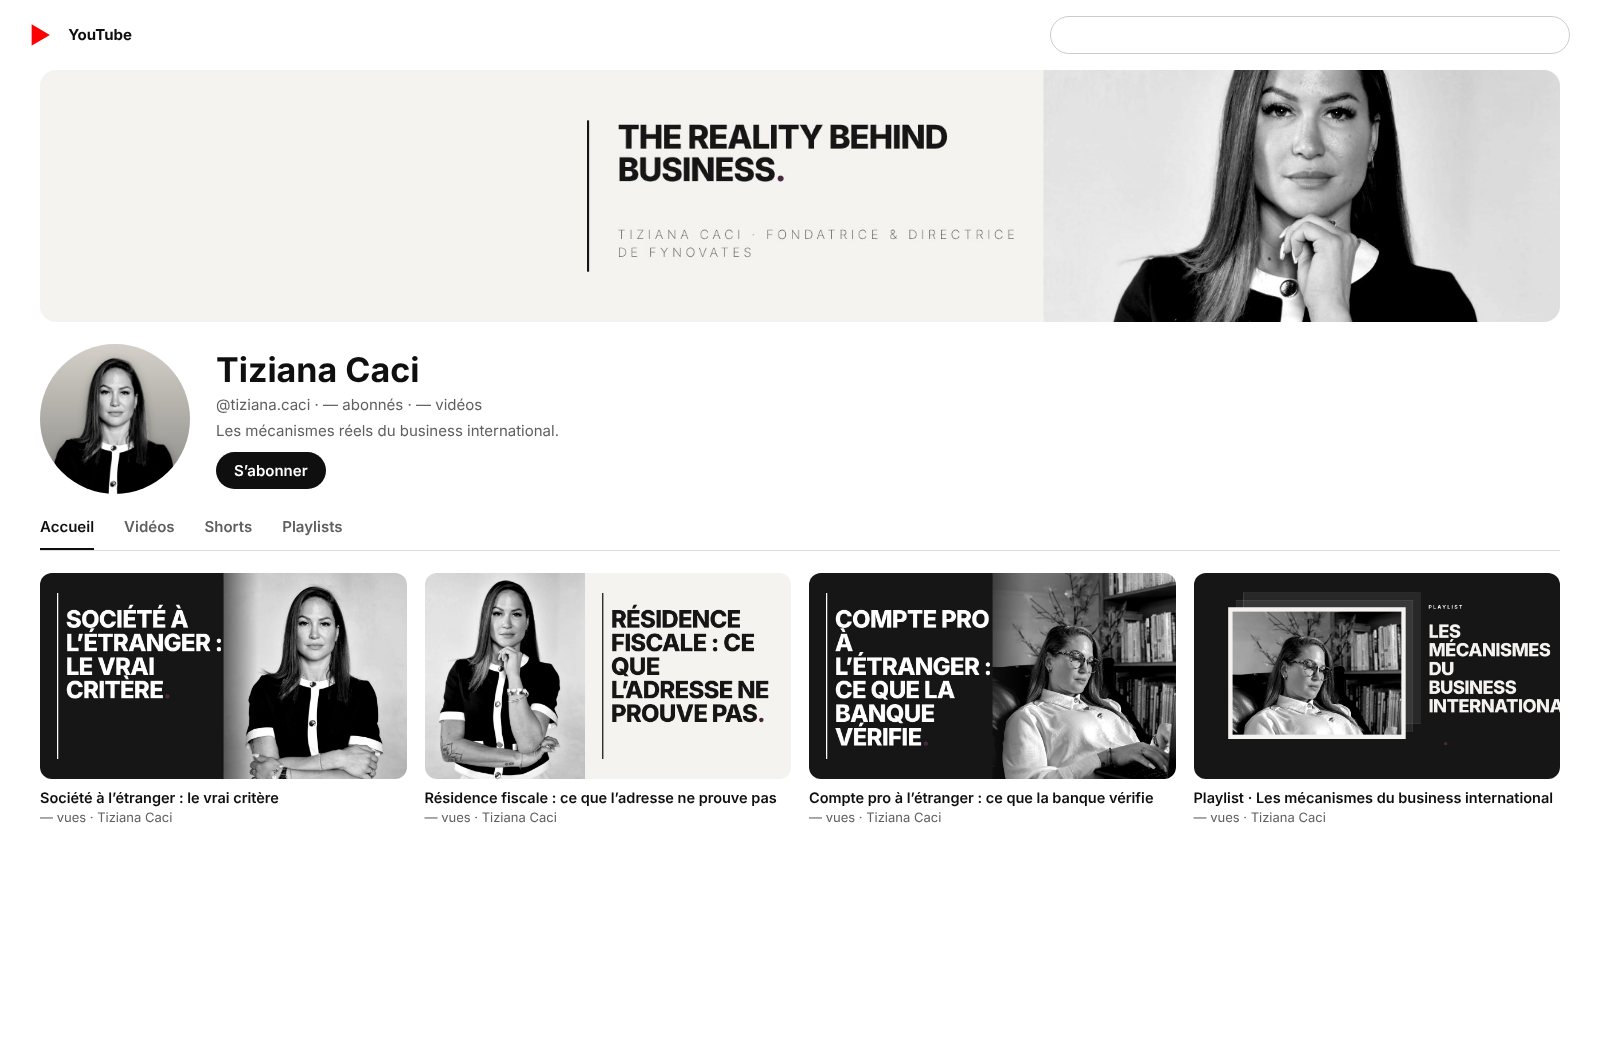 YouTube
THE REALITY BEHIND
BUSINESS.
TIZIANA CACI · FONDATRICE & DIRECTRICE
DE FYNOVATES
Tiziana Caci
@tiziana.caci · — abonnés · — vidéos
Les mécanismes réels du business international.
S’abonner
Accueil Vidéos Shorts Playlists
SOCIÉTÉ À
L’ÉTRANGER :
LE VRAI
CRITÈRE.
RÉSIDENCE
FISCALE : CE
QUE
L’ADRESSE NE
PROUVE PAS.
COMPTE PRO
À
L’ÉTRANGER :
CE QUE LA
BANQUE
VÉRIFIE.
PLAYLIST
LES
MÉCANISMES
DU
BUSINESS
INTERNATIONA
.
Société à l’étranger : le vrai critère
— vues · Tiziana Caci
Résidence fiscale : ce que l’adresse ne prouve pas
— vues · Tiziana Caci
Compte pro à l’étranger : ce que la banque vérifie
— vues · Tiziana Caci
Playlist · Les mécanismes du business international
— vues · Tiziana Caci